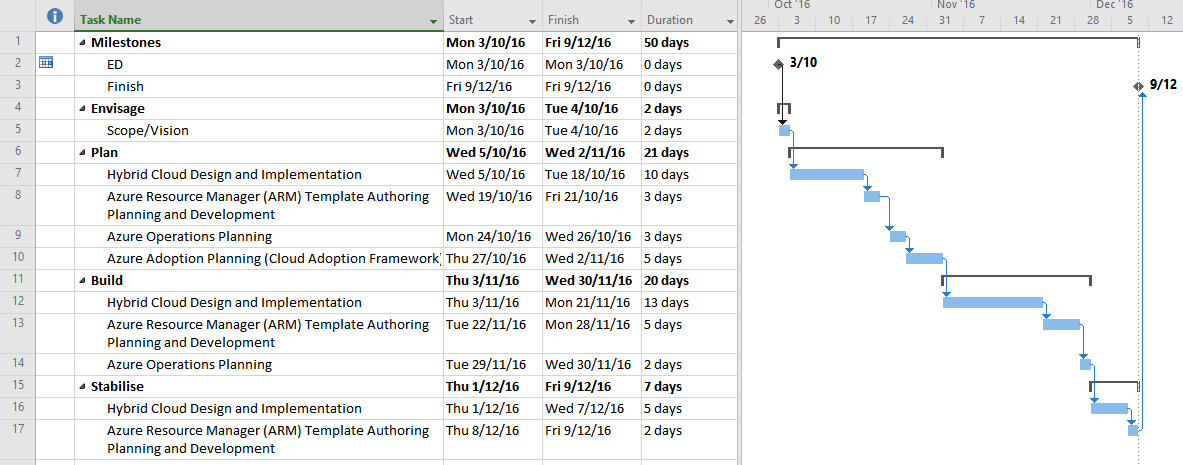 Task Name Start Finish Duration
Oct '16 Nov '16 Dec '16
26 3 10 17 24 31 7 14 21 28 5 12
1 Milestones Mon 3/10/16 Fri 9/12/16 50 days
2 ED Mon 3/10/16 Mon 3/10/16 0 days 3/10
3 Finish Fri 9/12/16 Fri 9/12/16 0 days 9/12
4 Envisage Mon 3/10/16 Tue 4/10/16 2 days
5 Scope/Vision Mon 3/10/16 Tue 4/10/16 2 days
6 Plan Wed 5/10/16 Wed 2/11/16 21 days
7 Hybrid Cloud Design and Implementation Wed 5/10/16 Tue 18/10/16 10 days
8 Azure Resource Manager (ARM) Template Authoring Wed 19/10/16 Fri 21/10/16 3 days
Planning and Development
9 Azure Operations Planning Mon 24/10/16 Wed 26/10/16 3 days
10 Azure Adoption Planning (Cloud Adoption Framework) Thu 27/10/16 Wed 2/11/16 5 days
11 Build Thu 3/11/16 Wed 30/11/16 20 days
12 Hybrid Cloud Design and Implementation Thu 3/11/16 Mon 21/11/16 13 days
13 Azure Resource Manager (ARM) Template Authoring Tue 22/11/16 Mon 28/11/16 5 days
Planning and Development
14 Azure Operations Planning Tue 29/11/16 Wed 30/11/16 2 days
15 Stabilise Thu 1/12/16 Fri 9/12/16 7 days
16 Hybrid Cloud Design and Implementation Thu 1/12/16 Wed 7/12/16 5 days
17 Azure Resource Manager (ARM) Template Authoring Thu 8/12/16 Fri 9/12/16 2 days
Planning and Development